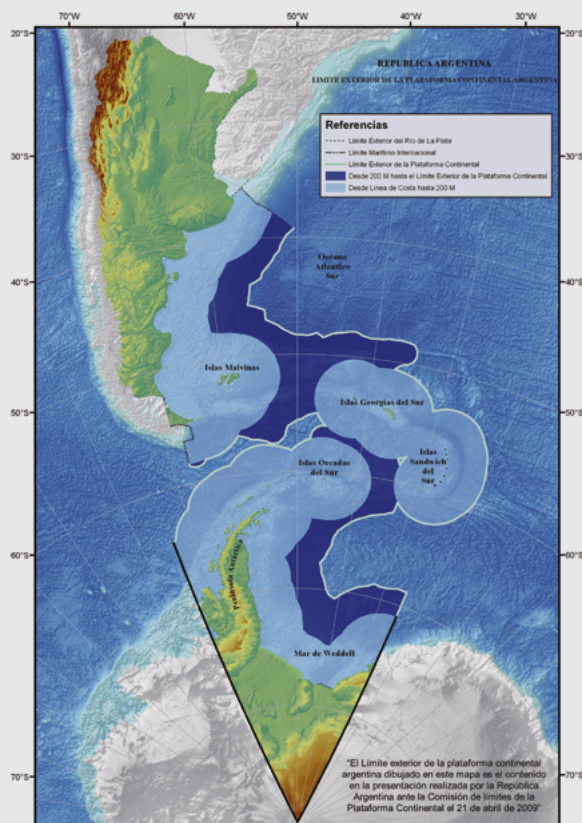 70°W 60°W 50°W 40°W 30°W
20°S 20°S
REPUBLICA ARGENTINA
LIMITE EXTERIOR DE LA PLATAFORMA CONTINENTAL ARGENTINA
Referencias
Límite Exterior del Río de La Plata
Límite Marítimo Internacional
Límite Exterior de la Plataforma Continental
Desde 200 M hasta el Límite Exterior de la Plataforma Continental
Desde Línea de Costa hasta 200 M
30°S 30°S
Océano
Atlántico
Sur
40°S 40°S
Islas Malvinas
Islas Georgias del Sur
50°S 50°S
Islas
Sandwich
del
Sur
Islas Orcadas
del Sur
60°S 60°S
Península Antártica
Mar de Weddell
"El Límite exterior de la plataforma continental
argentina dibujado en este mapa es el contenido
en la presentación realizada por la República
Argentina ante la Comisión de límites de la
Plataforma Continental el 21 de abril de 2009"
70°S 70°S